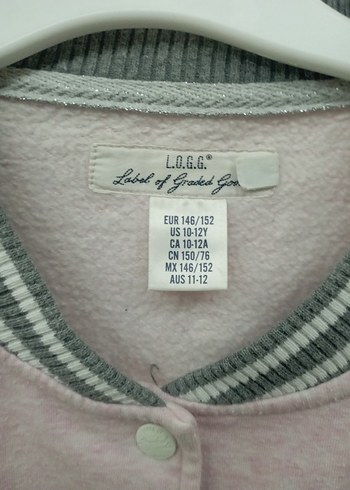 L.O.G.G.®
Label of Graded
EUR 146/152
US 10-12Y
CA 10-12A
CN 150/76
MX 146/152
AUS 11-12